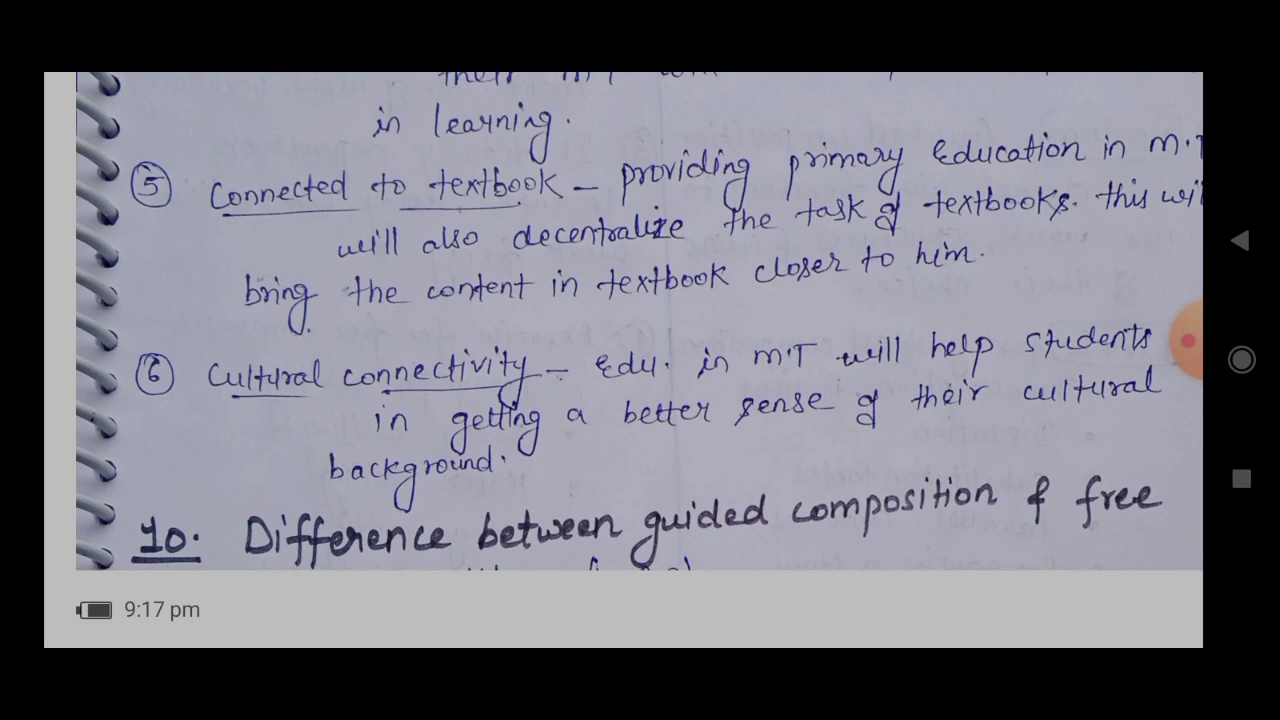 in learning.
⑤ Connected to textbook – providing primary Education in M.T
will also decentralize the task of textbooks. this will
bring the content in textbook closer to him.
⑥ Cultural connectivity – Edu. in M.T will help students
in getting a better sense of their cultural
background.
10. Difference between guided composition & free
9:17 pm